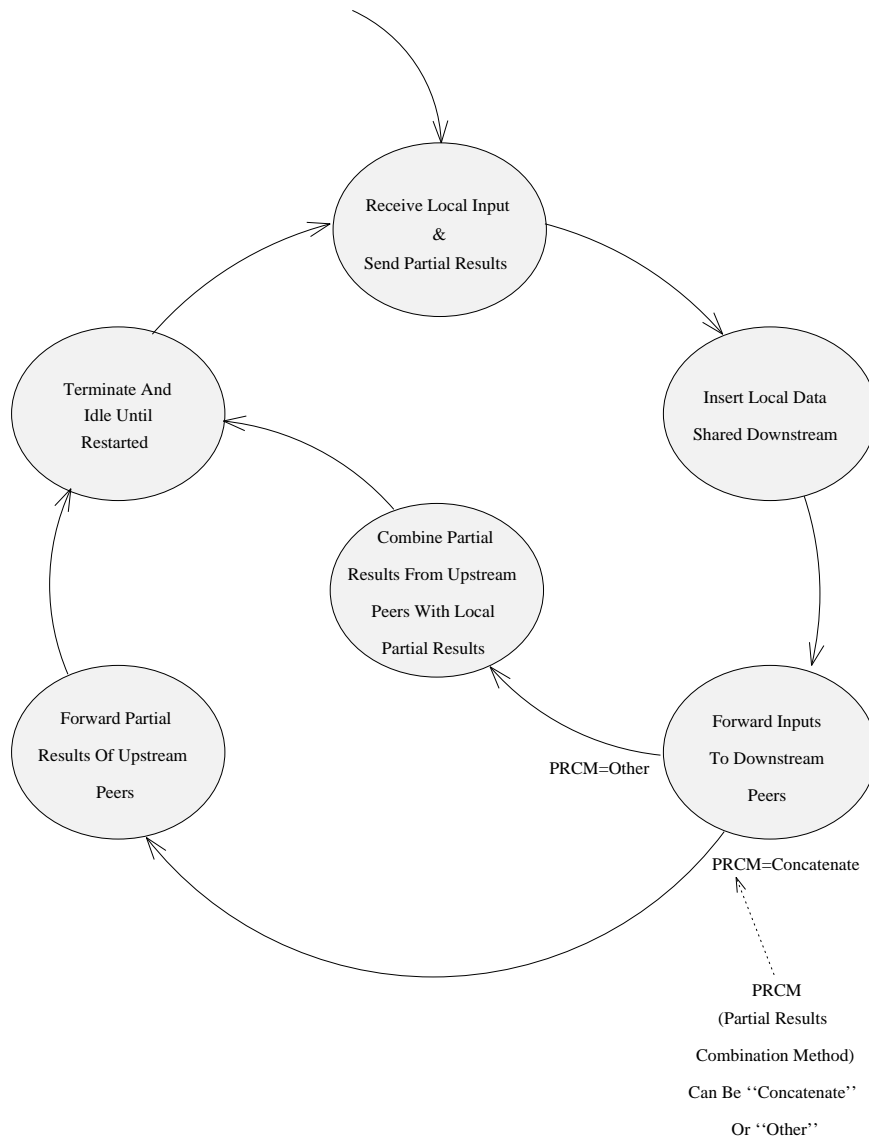 Receive Local Input
&
Send Partial Results
Terminate And
Idle Until
Restarted
Insert Local Data
Shared Downstream
Combine Partial
Results From Upstream
Peers With Local
Partial Results
Forward Partial
Results Of Upstream
Peers
Forward Inputs
To Downstream
Peers
PRCM=Other
PRCM=Concatenate
PRCM
(Partial Results
Combination Method)
Can Be ‘‘Concatenate’’
Or ‘‘Other’’